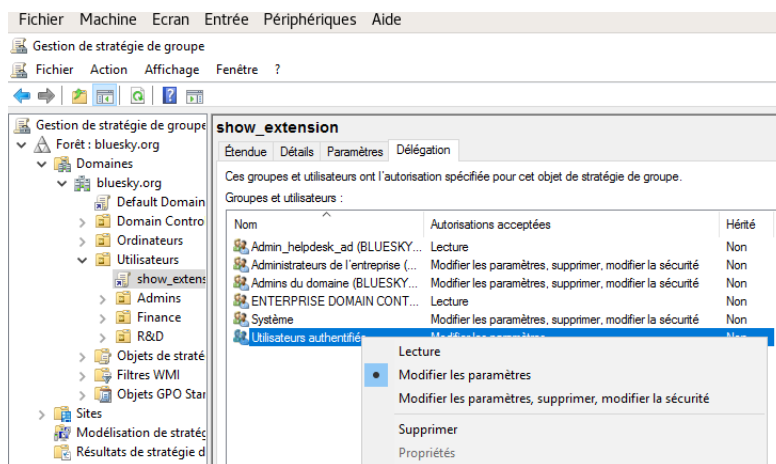 Fichier Machine Ecran Entrée Périphériques Aide
Gestion de stratégie de groupe
Fichier Action Affichage Fenêtre ?
Gestion de stratégie de groupe
Forêt : bluesky.org
Domaines
bluesky.org
Default Domain
Domain Contro
Ordinateurs
Utilisateurs
show_extens
Admins
Finance
R&D
Objets de straté
Filtres WMI
Objets GPO Star
Sites
Modélisation de stratég
Résultats de stratégie d
show_extension
Étendue Détails Paramètres Délégation
Ces groupes et utilisateurs ont l'autorisation spécifiée pour cet objet de stratégie de groupe.
Groupes et utilisateurs :
Nom Autorisations acceptées Hérité
Admin_helpdesk_ad (BLUESKY... Lecture Non
Administrateurs de l'entreprise (... Modifier les paramètres, supprimer, modifier la sécurité Non
Admins du domaine (BLUESKY... Modifier les paramètres, supprimer, modifier la sécurité Non
ENTERPRISE DOMAIN CONT... Lecture Non
Système Modifier les paramètres, supprimer, modifier la sécurité Non
Utilisateurs authentifiés Modifier les paramètres Non
Lecture
Modifier les paramètres
Modifier les paramètres, supprimer, modifier la sécurité
Supprimer
Propriétés